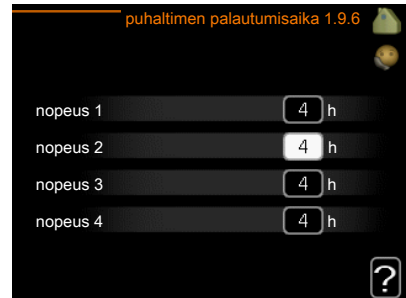 puhaltimen palautumisaika 1.9.6
nopeus 1 4 h
nopeus 2 4 h
nopeus 3 4 h
nopeus 4 4 h
?